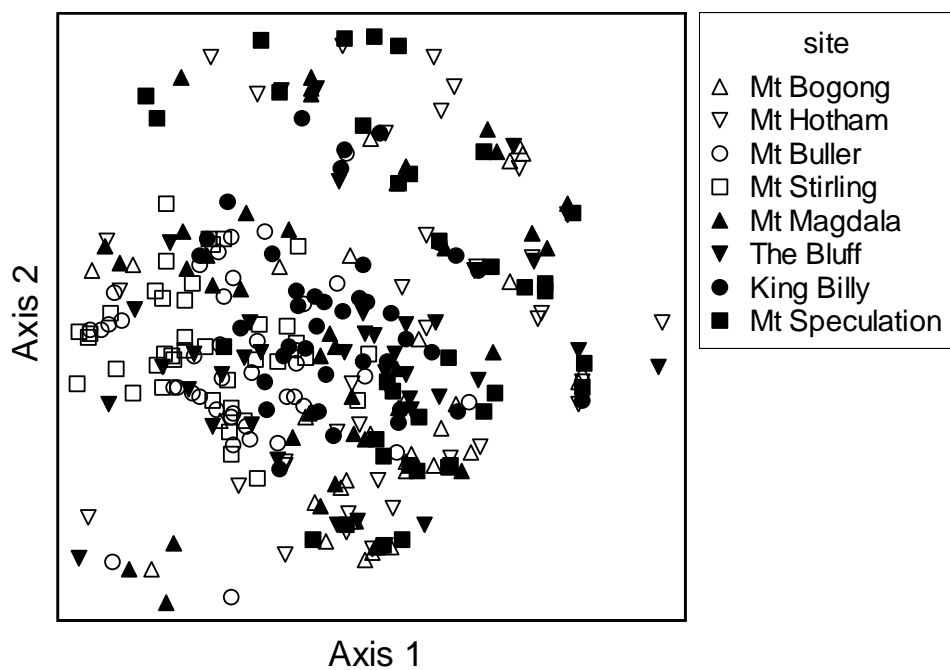 site
Mt Bogong
Mt Hotham
Mt Buller
Mt Stirling
Mt Magdala
The Bluff
King Billy
Mt Speculation
Axis 2
Axis 1